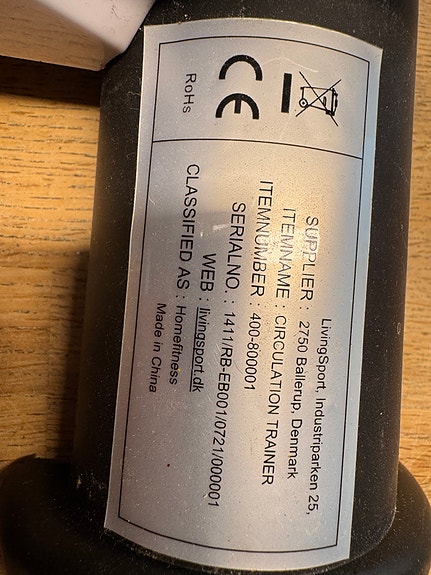 CE
RoHS
LivingSport, Industriparken 25,
SUPPLIER : 2750 Ballerup, Denmark
ITEMNAME : CIRCULATION TRAINER
ITEMNUMBER : 400-800001
SERIALNO. : 1411/RB-EB001/0721/000001
WEB : livingsport.dk
CLASSIFIED AS : Homefitness
Made in China